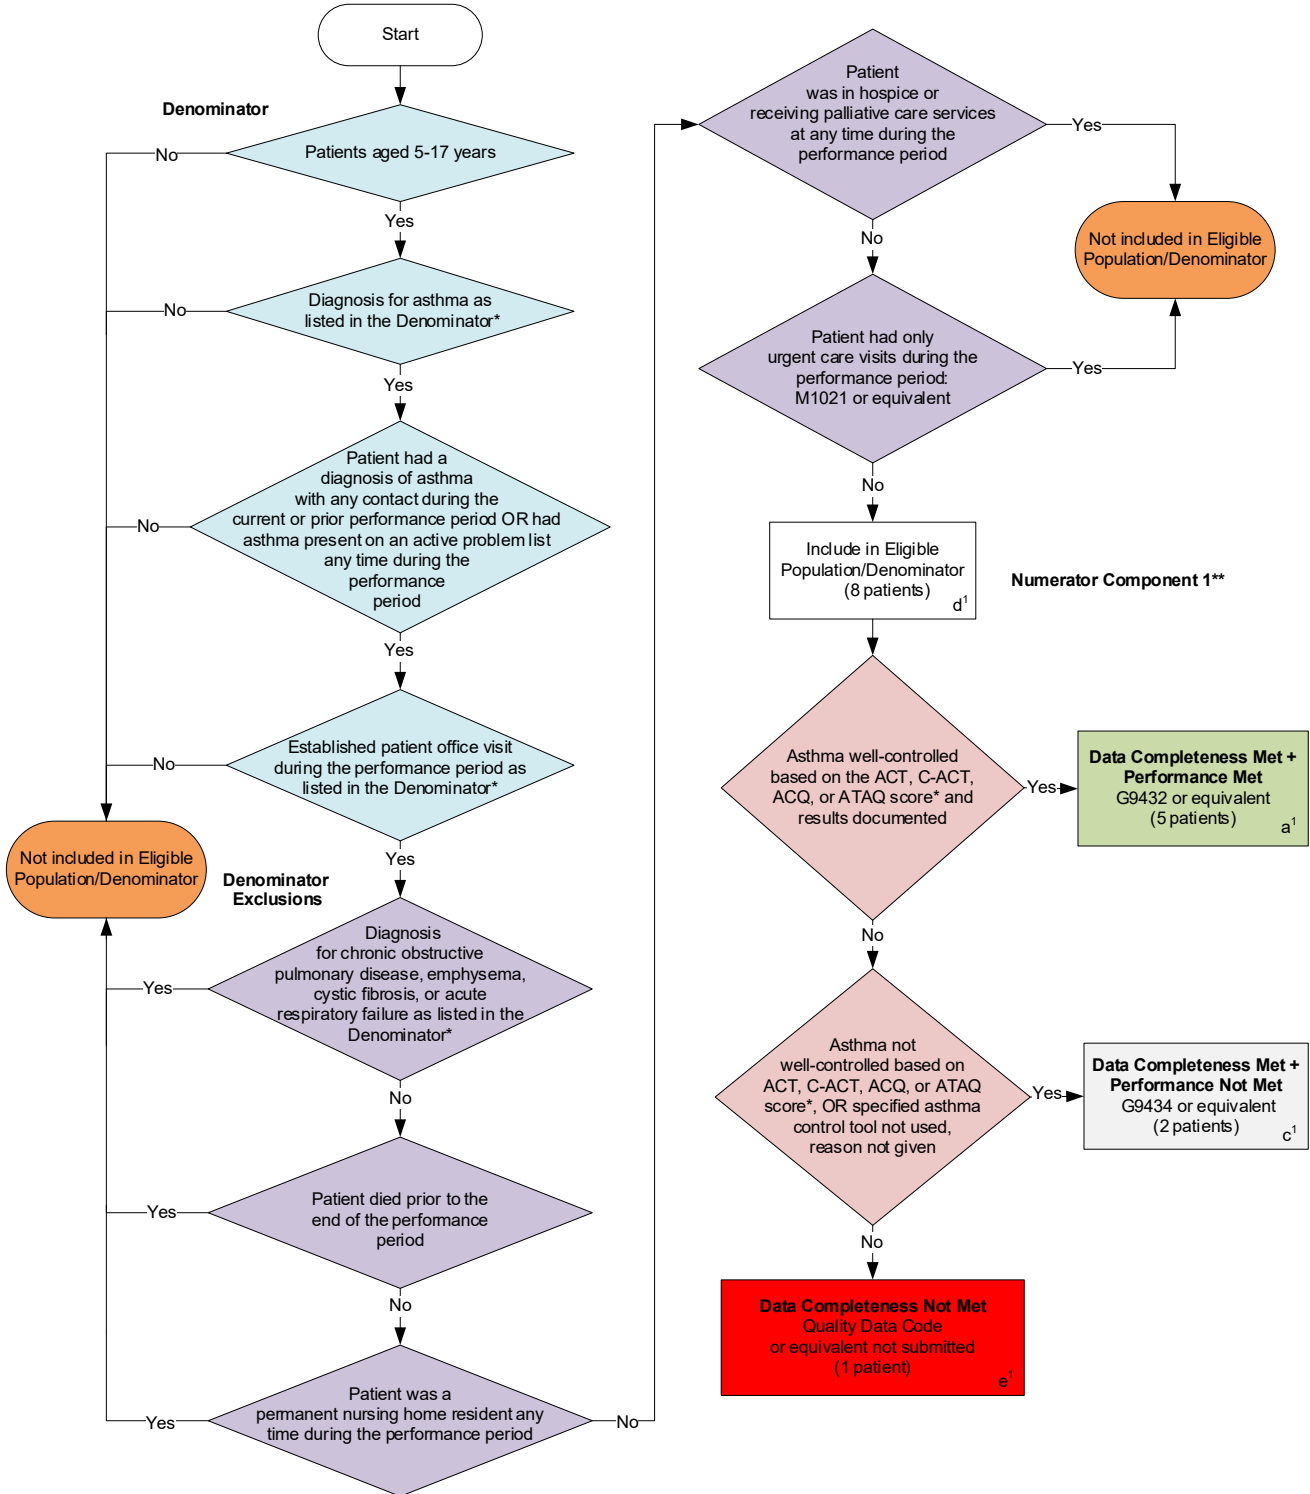 Start
Denominator
Patients aged 5-17 years
No
Yes
Diagnosis for asthma as
listed in the Denominator*
No
Yes
Patient had a
diagnosis of asthma
with any contact during the
current or prior performance period OR had
asthma present on an active problem list
any time during the
performance
period
No
Yes
Established patient office visit
during the performance period as
listed in the Denominator*
No
Yes
Not included in Eligible
Population/Denominator
Denominator
Exclusions
Diagnosis
for chronic obstructive
pulmonary disease, emphysema,
cystic fibrosis, or acute
respiratory failure as listed in the
Denominator*
Yes
No
Patient died prior to the
end of the performance
period
Yes
No
Patient was a
permanent nursing home resident any
time during the performance period
Yes
No
Patient
was in hospice or
receiving palliative care services
at any time during the
performance period
Yes
No
Not included in Eligible
Population/Denominator
Patient had only
urgent care visits during the
performance period:
M1021 or equivalent
Yes
No
Include in Eligible
Population/Denominator
(8 patients)
d¹
Numerator Component 1**
Asthma well-controlled
based on the ACT, C-ACT,
ACQ, or ATAQ score* and
results documented
Yes
Data Completeness Met +
Performance Met
G9432 or equivalent
(5 patients)
a¹
No
Asthma not
well-controlled based on
ACT, C-ACT, ACQ, or ATAQ
score*, OR specified asthma
control tool not used,
reason not given
Yes
Data Completeness Met +
Performance Not Met
G9434 or equivalent
(2 patients)
c¹
No
Data Completeness Not Met
Quality Data Code
or equivalent not submitted
(1 patient)
e¹